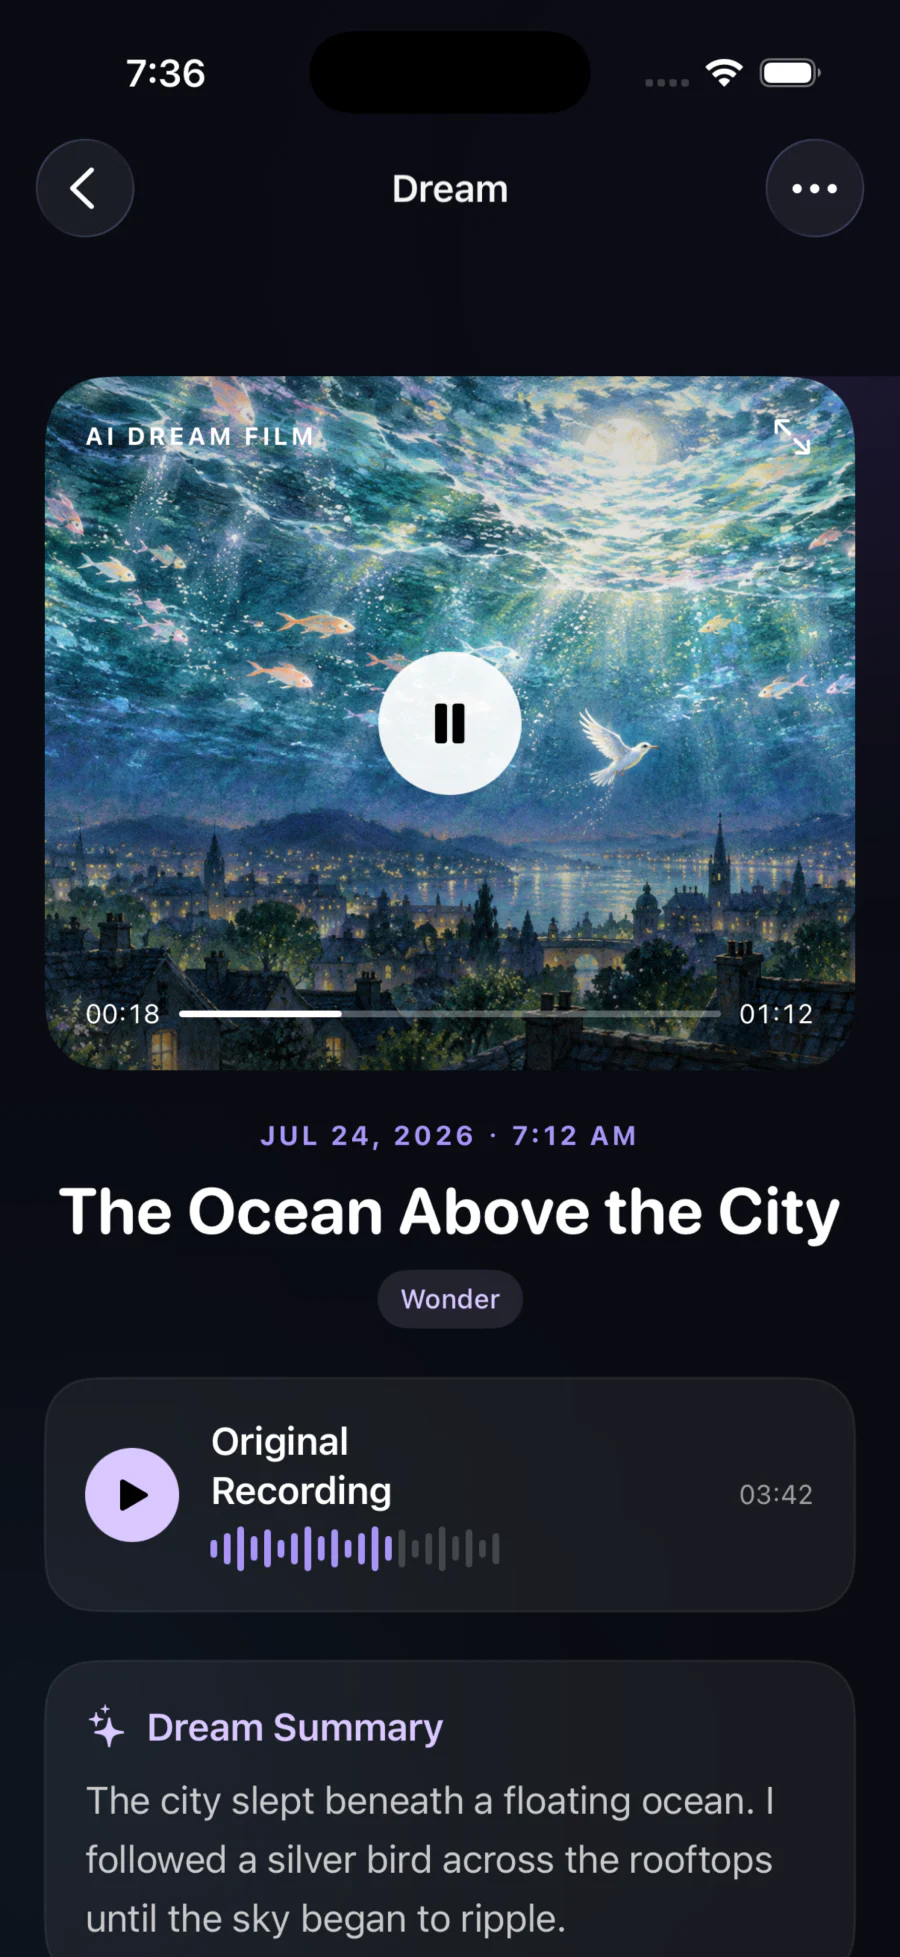 7:36
Dream
AI DREAM FILM
00:18
01:12
JUL 24, 2026 · 7:12 AM
The Ocean Above the City
Wonder
Original
Recording
03:42
Dream Summary
The city slept beneath a floating ocean. I
followed a silver bird across the rooftops
until the sky began to ripple.